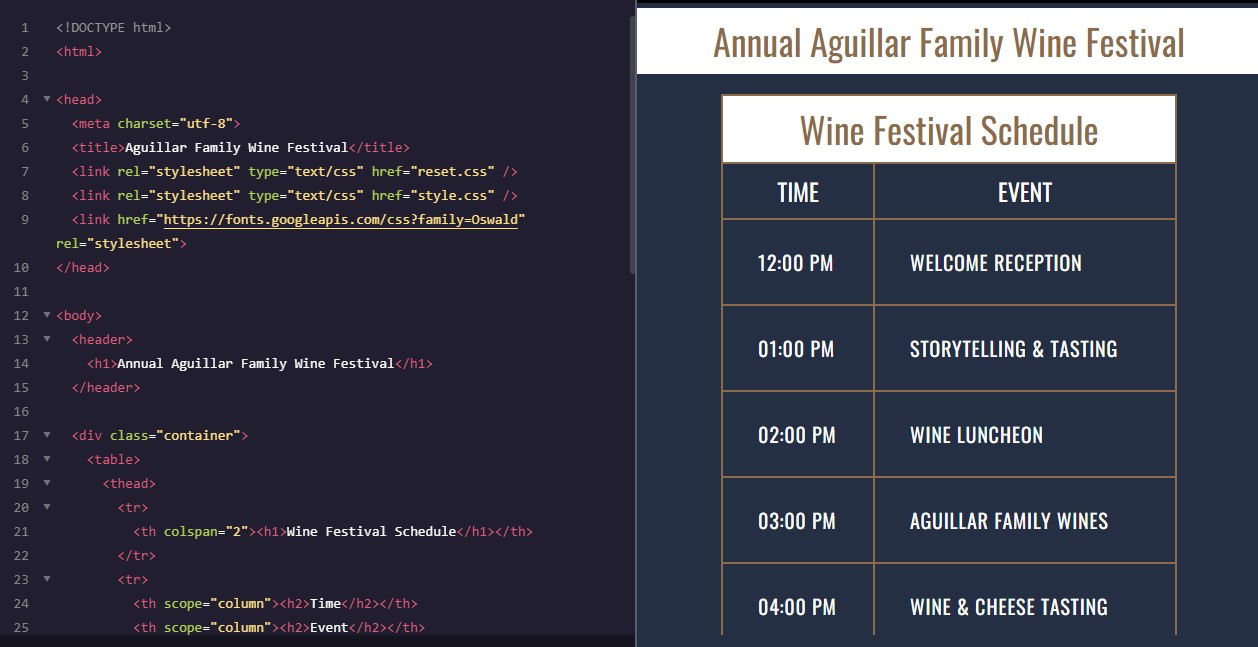 1 <!DOCTYPE html>
2 <html>
3
4 <head>
5 <meta charset="utf-8">
6 <title>Aguillar Family Wine Festival</title>
7 <link rel="stylesheet" type="text/css" href="reset.css" />
8 <link rel="stylesheet" type="text/css" href="style.css" />
9 <link href="https://fonts.googleapis.com/css?family=Oswald"
rel="stylesheet">
10 </head>
11
12 <body>
13 <header>
14 <h1>Annual Aguillar Family Wine Festival</h1>
15 </header>
16
17 <div class="container">
18 <table>
19 <thead>
20 <tr>
21 <th colspan="2"><h1>Wine Festival Schedule</h1></th>
22 </tr>
23 <tr>
24 <th scope="column"><h2>Time</h2></th>
25 <th scope="column"><h2>Event</h2></th>
Annual Aguillar Family Wine Festival
Wine Festival Schedule
TIME EVENT
12:00 PM WELCOME RECEPTION
01:00 PM STORYTELLING & TASTING
02:00 PM WINE LUNCHEON
03:00 PM AGUILLAR FAMILY WINES
04:00 PM WINE & CHEESE TASTING